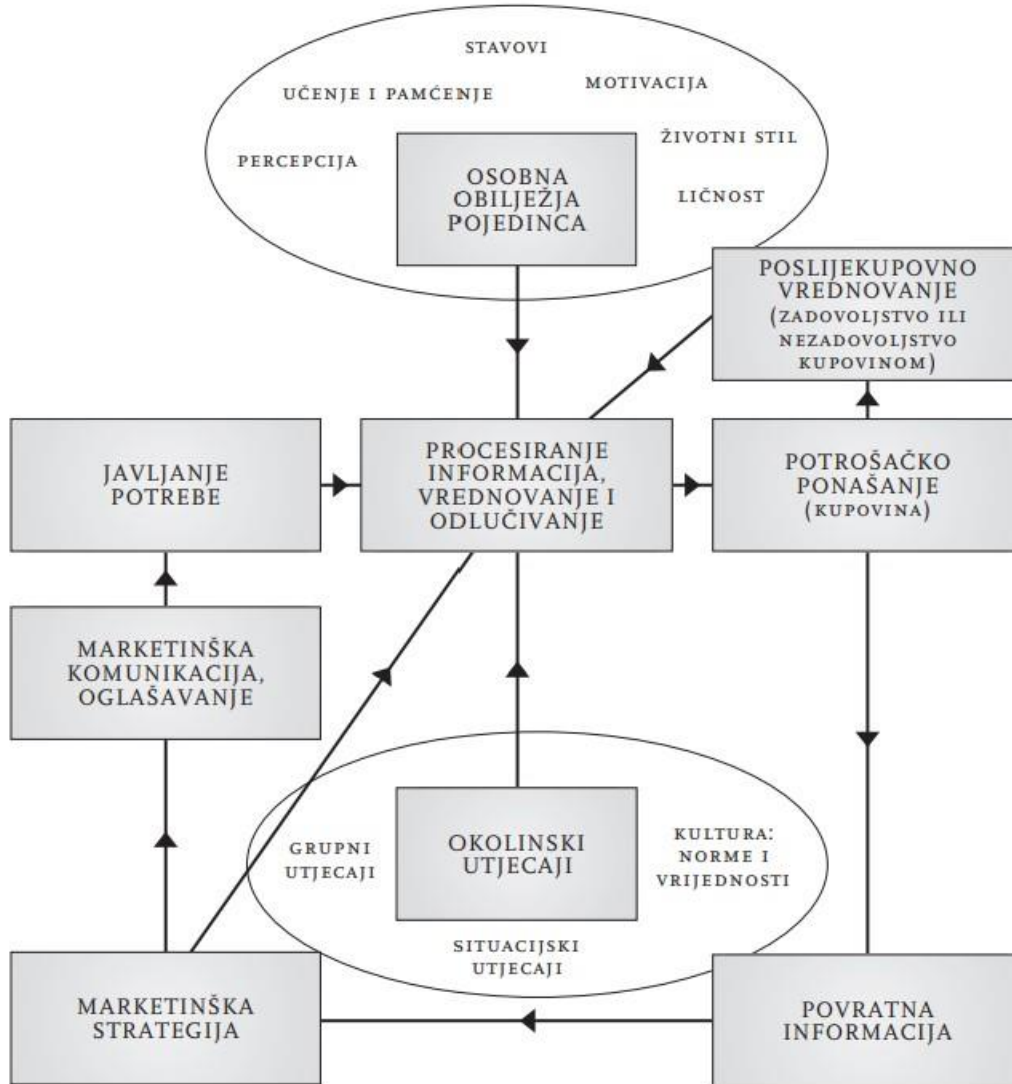 STAVOVI
MOTIVACIJA
UČENJE I PAMĆENJE
ŽIVOTNI STIL
PERCEPCIJA
LIČNOST
OSOBNA
OBILJEŽJA
POJEDINCA
POSLIJEKUPOVNO
VREDNOVANJE
(ZADOVOLJSTVO ILI
NEZADOVOLJSTVO
KUPOVINOM)
JAVLJANJE
POTREBE
PROCESIRANJE
INFORMACIJA,
VREDNOVANJE I
ODLUČIVANJE
POTROŠAČKO
PONAŠANJE
(KUPOVINA)
MARKETINŠKA
KOMUNIKACIJA,
OGLAŠAVANJE
GRUPNI
UTJECAJI
OKOLINSKI
UTJECAJI
KULTURA:
NORME I
VRIJEDNOSTI
SITUACIJSKI
UTJECAJI
MARKETINŠKA
STRATEGIJA
POVRATNA
INFORMACIJA